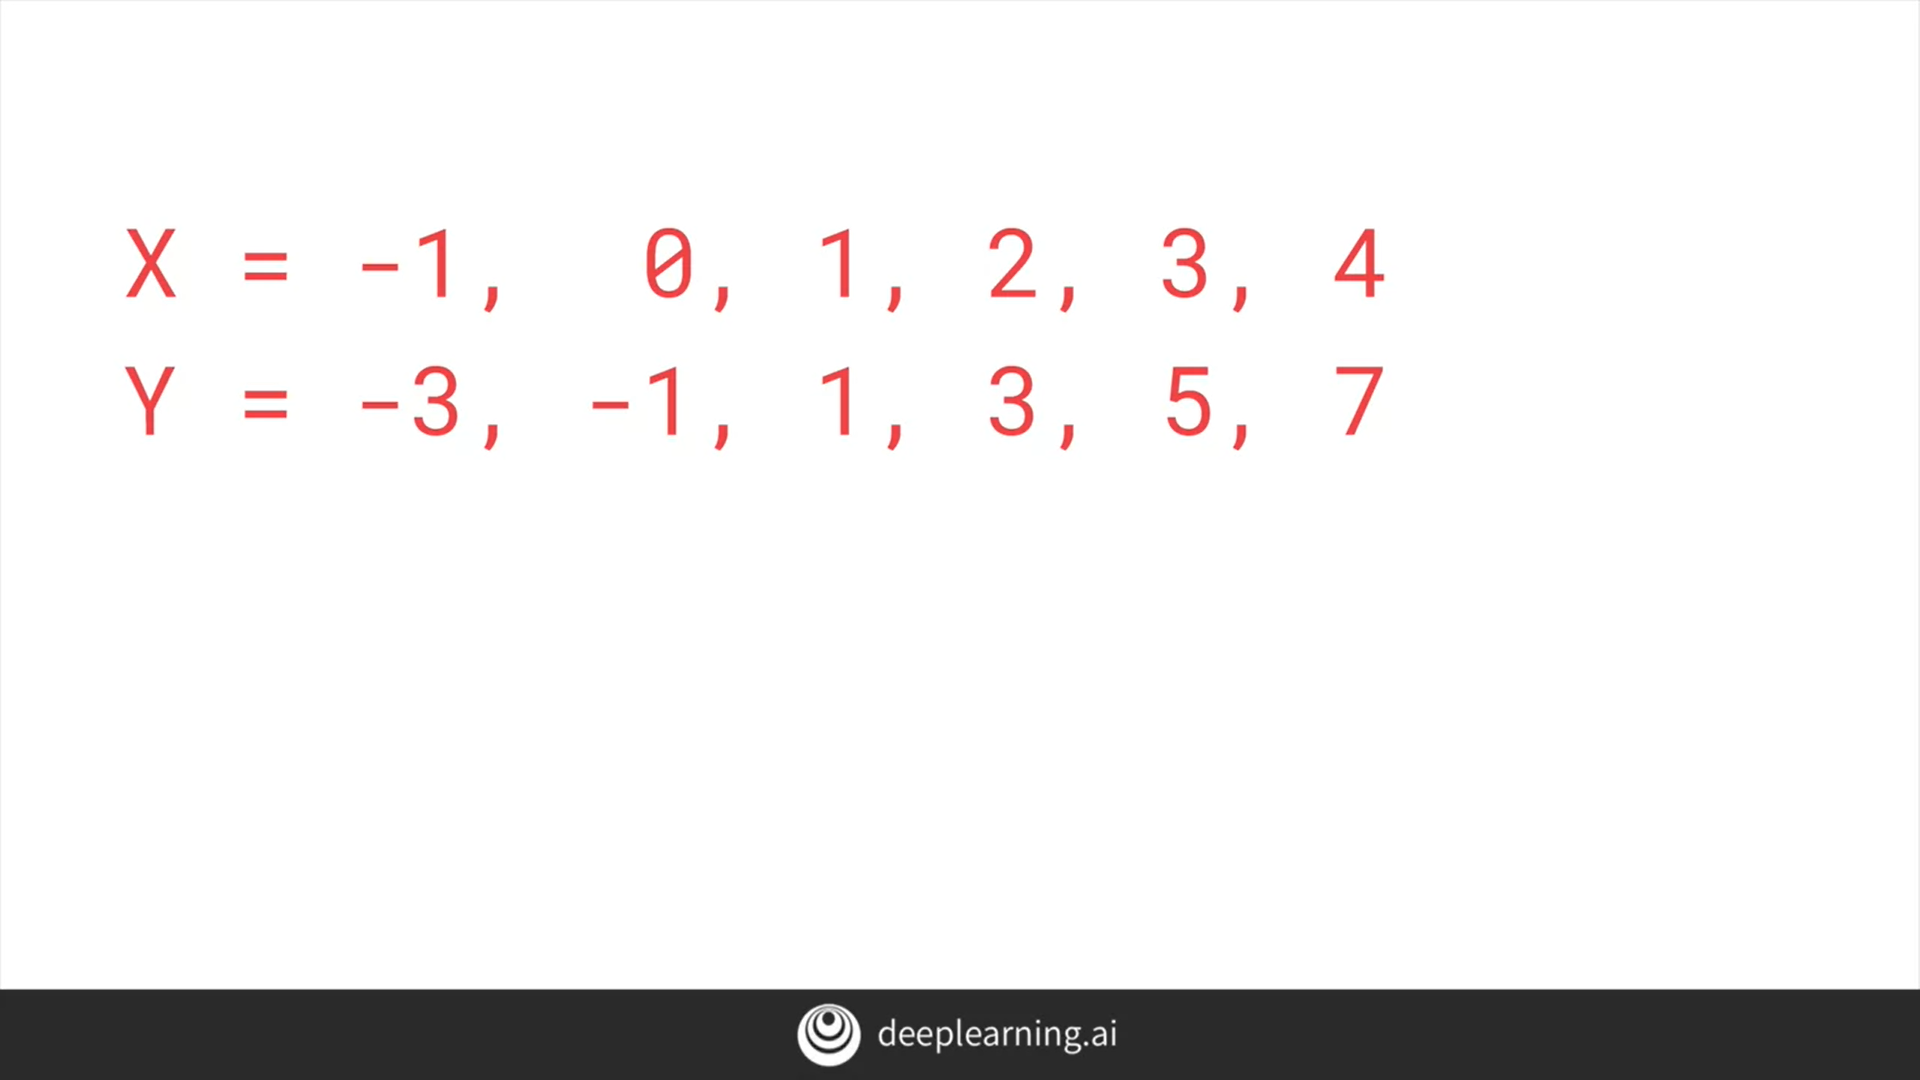 X = -1, 0, 1, 2, 3, 4
Y = -3, -1, 1, 3, 5, 7
deeplearning.ai